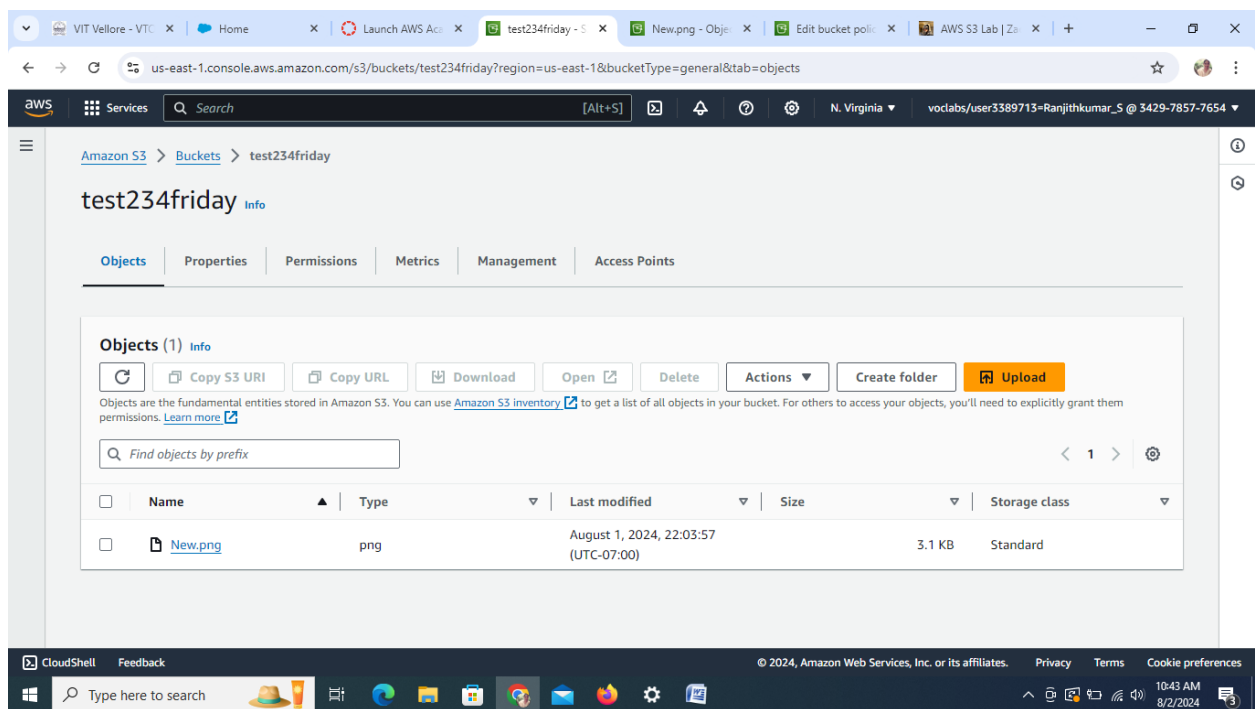 VIT Vellore - VTC
Home
Launch AWS Aca
test234friday - S
New.png - Objec
Edit bucket polic
AWS S3 Lab | Za
us-east-1.console.aws.amazon.com/s3/buckets/test234friday?region=us-east-1&bucketType=general&tab=objects
aws
Services
Search
[Alt+S]
N. Virginia
voclabs/user3389713=Ranjithkumar_S @ 3429-7857-7654
Amazon S3 > Buckets > test234friday
test234friday Info
Objects
Properties
Permissions
Metrics
Management
Access Points
Objects (1) Info
Copy S3 URI
Copy URL
Download
Open
Delete
Actions
Create folder
Upload
Objects are the fundamental entities stored in Amazon S3. You can use Amazon S3 inventory to get a list of all objects in your bucket. For others to access your objects, you'll need to explicitly grant them
permissions. Learn more
Find objects by prefix
1
Name
Type
Last modified
Size
Storage class
New.png
png
August 1, 2024, 22:03:57
(UTC-07:00)
3.1 KB
Standard
CloudShell
Feedback
© 2024, Amazon Web Services, Inc. or its affiliates.
Privacy
Terms
Cookie preferences
Type here to search
10:43 AM
8/2/2024
3